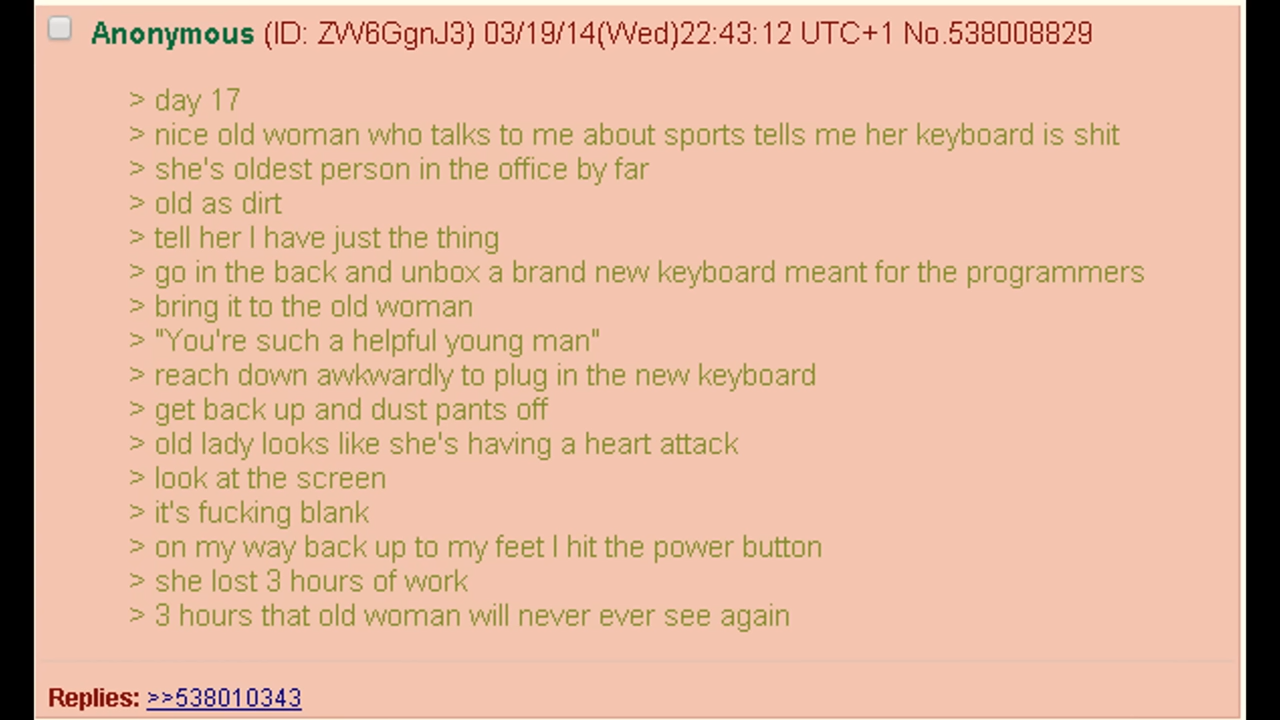 Anonymous (ID: ZW6GgnJ3) 03/19/14(Wed)22:43:12 UTC+1 No.538008829
> day 17
> nice old woman who talks to me about sports tells me her keyboard is shit
> she's oldest person in the office by far
> old as dirt
> tell her I have just the thing
> go in the back and unbox a brand new keyboard meant for the programmers
> bring it to the old woman
> "You're such a helpful young man"
> reach down awkwardly to plug in the new keyboard
> get back up and dust pants off
> old lady looks like she's having a heart attack
> look at the screen
> it's fucking blank
> on my way back up to my feet I hit the power button
> she lost 3 hours of work
> 3 hours that old woman will never ever see again
Replies: >>538010343